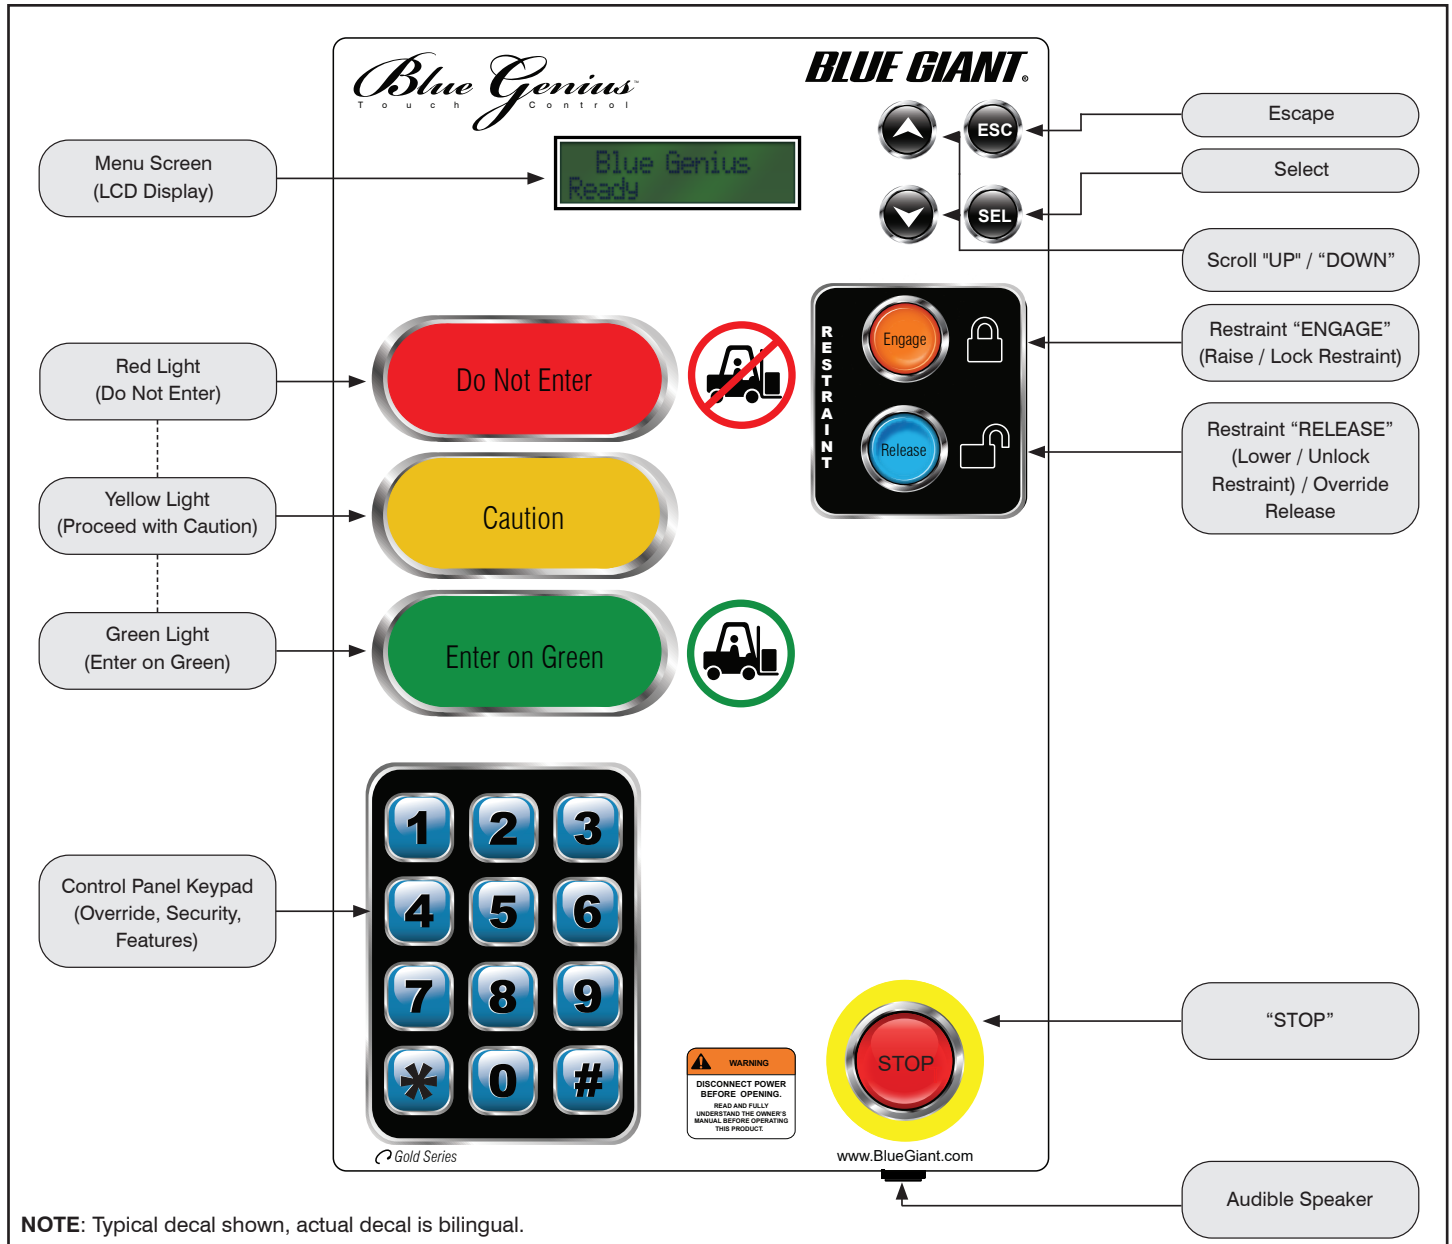 Blue Genius™
Touch Control
BLUE GIANT®
Blue Genius
Ready
ESC
SEL
Escape
Select
Scroll "UP" / “DOWN”
Menu Screen
(LCD Display)
Red Light
(Do Not Enter)
Yellow Light
(Proceed with Caution)
Green Light
(Enter on Green)
Do Not Enter
Caution
Enter on Green
RESTRAINT
Engage
Release
Restraint “ENGAGE”
(Raise / Lock Restraint)
Restraint “RELEASE”
(Lower / Unlock
Restraint) / Override
Release
Control Panel Keypad
(Override, Security,
Features)
1 2 3
4 5 6
7 8 9
* 0 #
Gold Series
WARNING
DISCONNECT POWER
BEFORE OPENING.
READ AND FULLY
UNDERSTAND THE OWNER'S
MANUAL BEFORE OPERATING
THIS PRODUCT.
STOP
www.BlueGiant.com
“STOP”
Audible Speaker
NOTE: Typical decal shown, actual decal is bilingual.